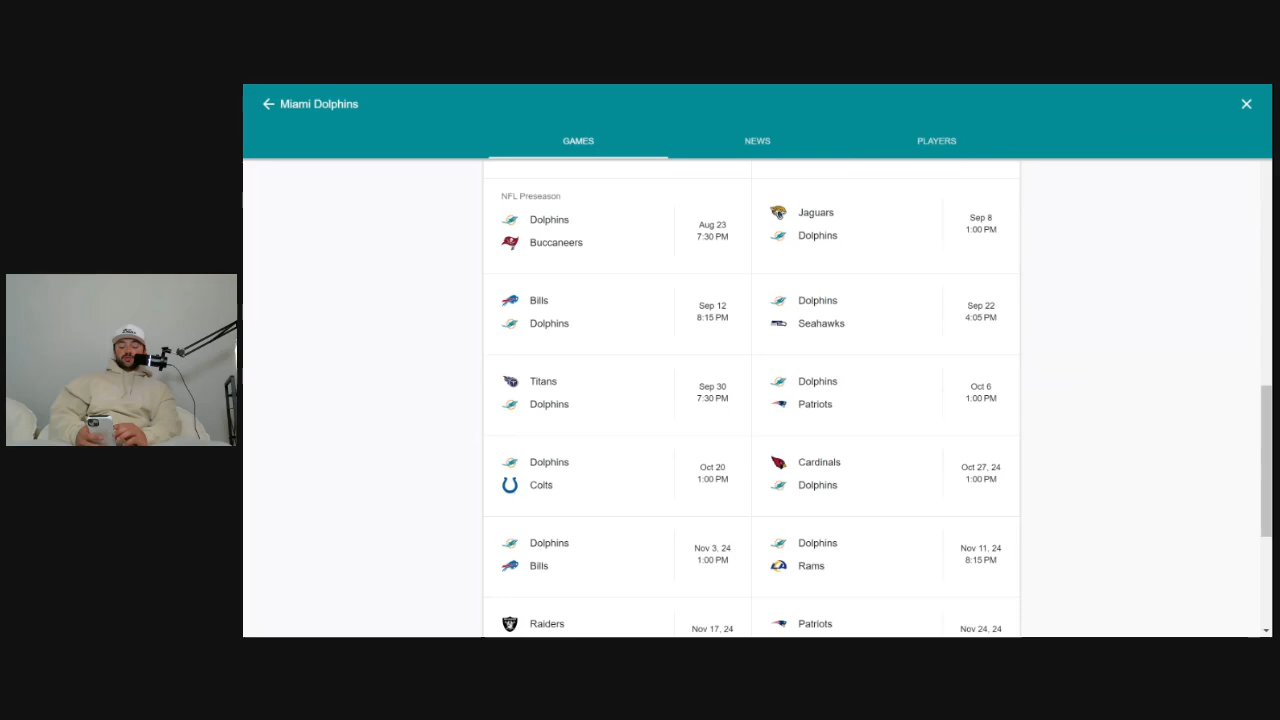 Miami Dolphins
GAMES
NEWS
PLAYERS
NFL Preseason
Dolphins
Buccaneers
Aug 23
7:30 PM
Jaguars
Dolphins
Sep 8
1:00 PM
Bills
Dolphins
Sep 12
8:15 PM
Dolphins
Seahawks
Sep 22
4:05 PM
Titans
Dolphins
Sep 30
7:30 PM
Dolphins
Patriots
Oct 6
1:00 PM
Dolphins
Colts
Oct 20
1:00 PM
Cardinals
Dolphins
Oct 27, 24
1:00 PM
Dolphins
Bills
Nov 3, 24
1:00 PM
Dolphins
Rams
Nov 11, 24
8:15 PM
Raiders
Nov 17, 24
Patriots
Nov 24, 24